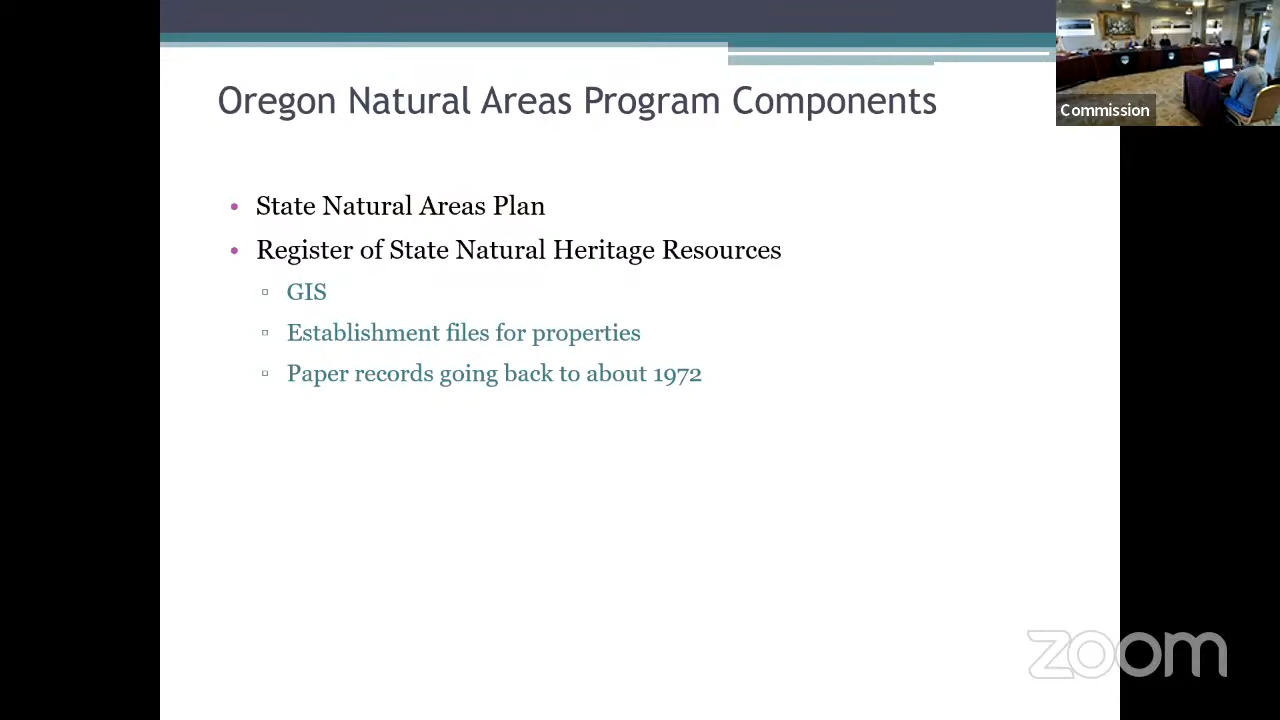 Oregon Natural Areas Program Components
Commission
State Natural Areas Plan
Register of State Natural Heritage Resources
GIS
Establishment files for properties
Paper records going back to about 1972
zoom